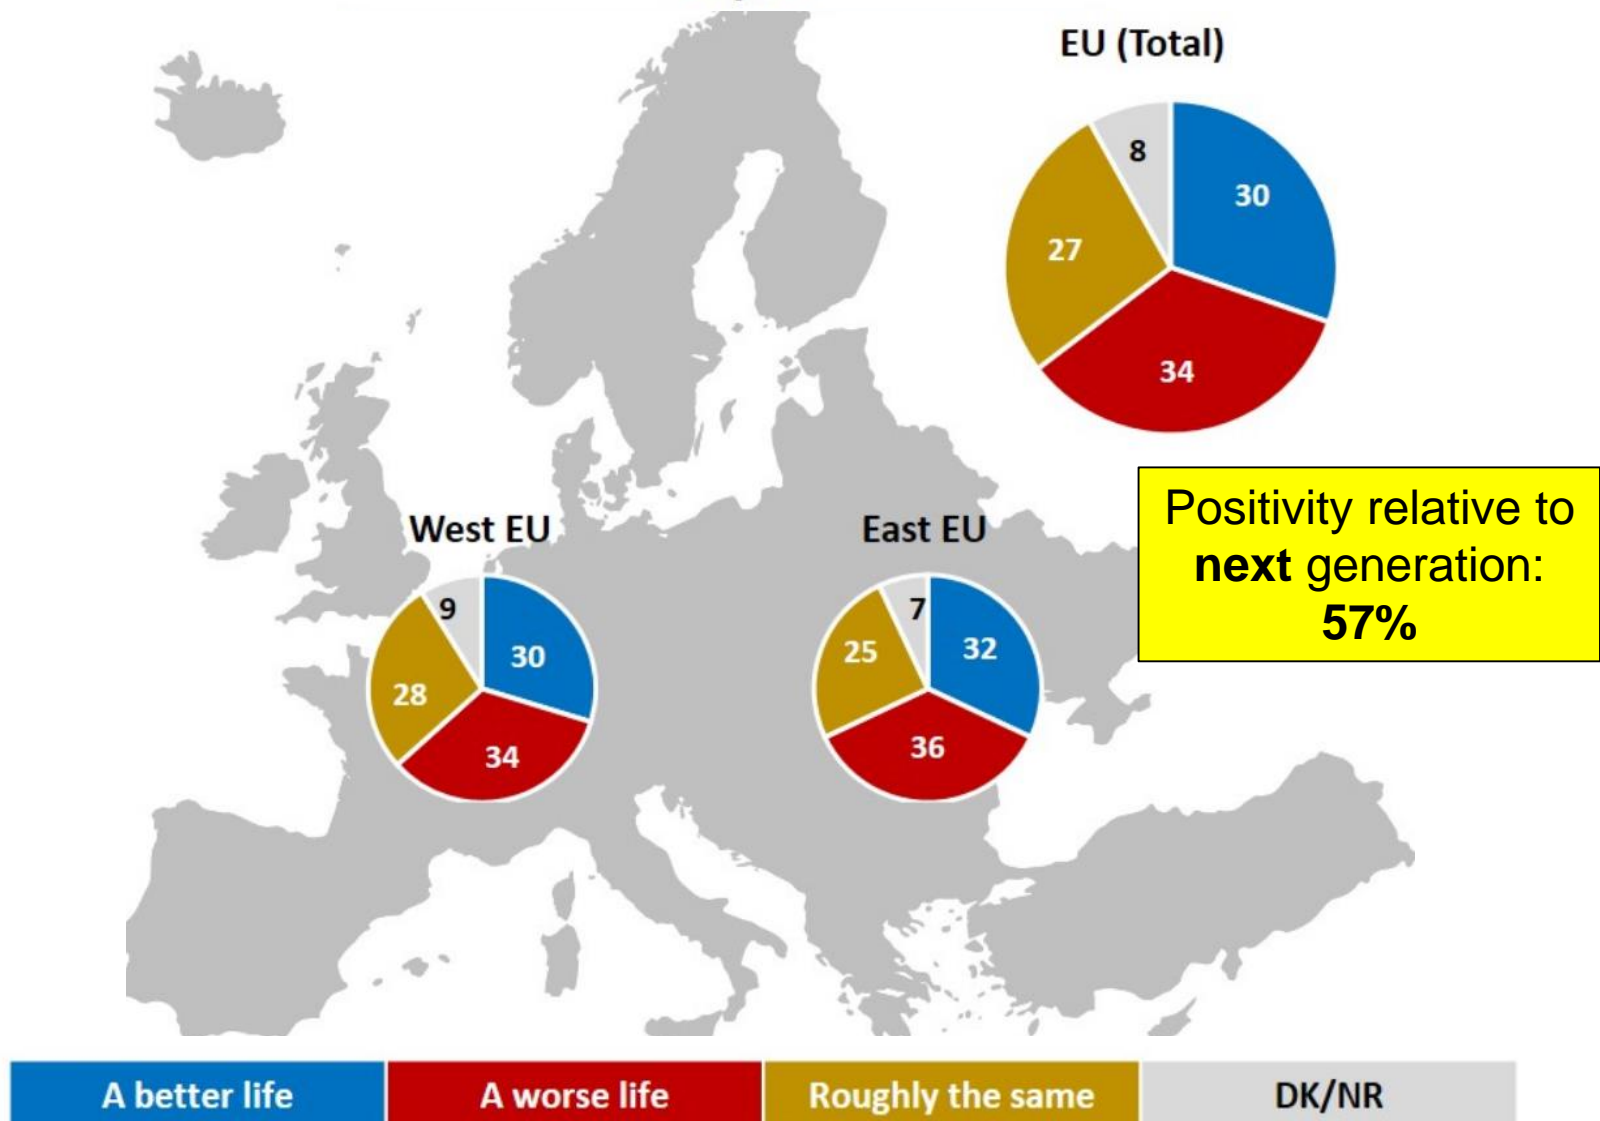 EU (Total)
8
30
27
34
West EU
9
30
28
34
East EU
7
32
25
36
Positivity relative to
next generation:
57%
A better life
A worse life
Roughly the same
DK/NR